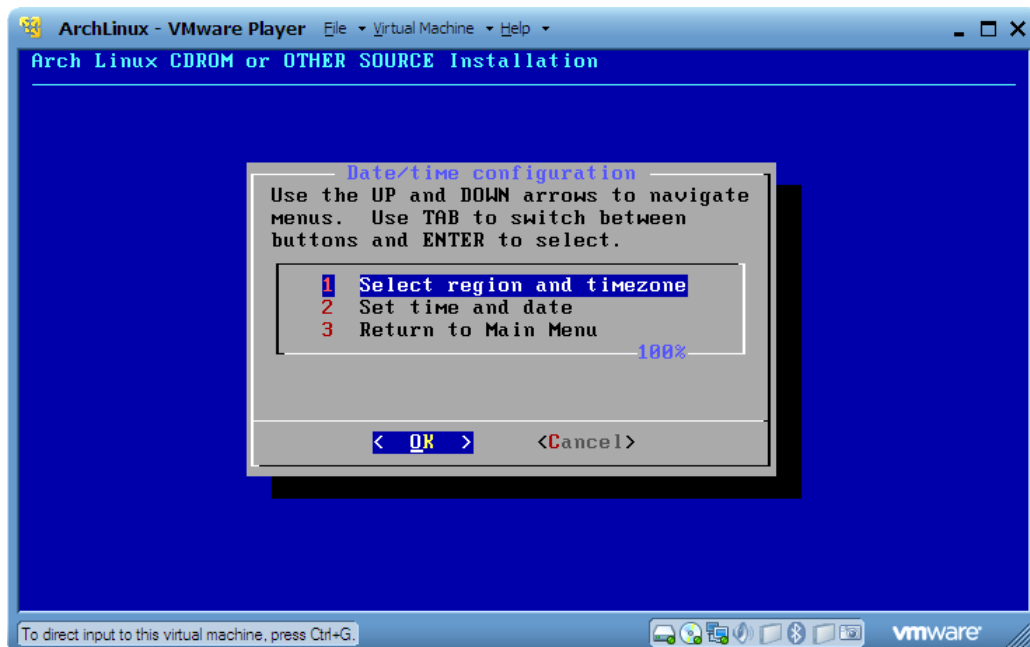 ArchLinux - VMware Player File Virtual Machine Help
Arch Linux CDROM or OTHER SOURCE Installation
Date/time configuration
Use the UP and DOWN arrows to navigate
menus. Use TAB to switch between
buttons and ENTER to select.
1 Select region and timezone
2 Set time and date
3 Return to Main Menu
100%
< OK > <Cancel>
To direct input to this virtual machine, press Ctrl+G.
vmware